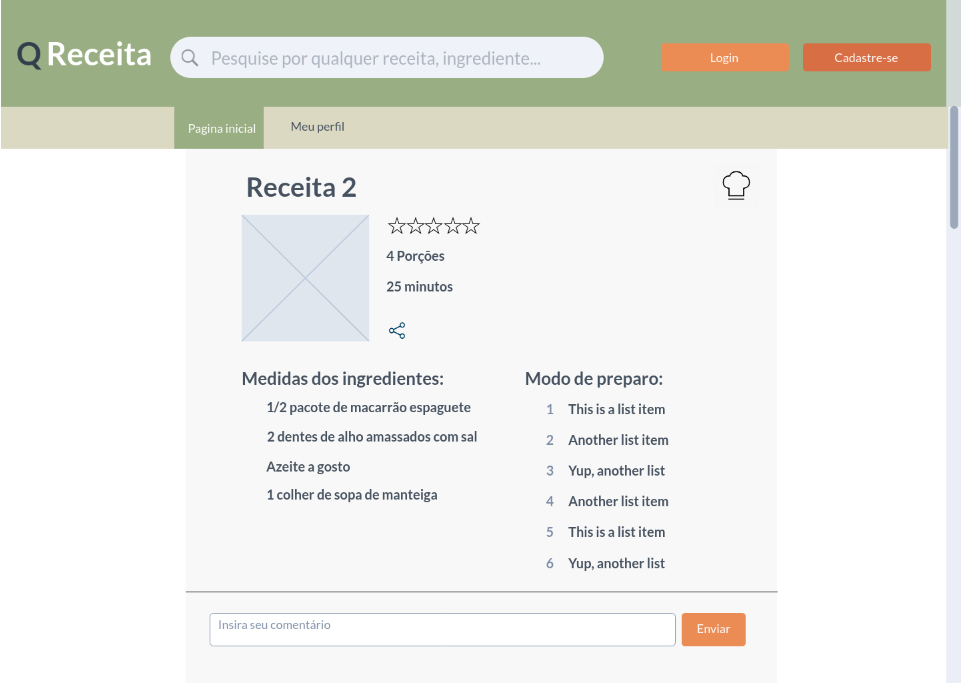 Q Receita
Pesquise por qualquer receita, ingrediente...
Login
Cadastre-se
Pagina inicial
Meu perfil
Receita 2
4 Porções
25 minutos
Medidas dos ingredientes:
1/2 pacote de macarrão espaguete
2 dentes de alho amassados com sal
Azeite a gosto
1 colher de sopa de manteiga
Modo de preparo:
1 This is a list item
2 Another list item
3 Yup, another list
4 Another list item
5 This is a list item
6 Yup, another list
Insira seu comentário
Enviar